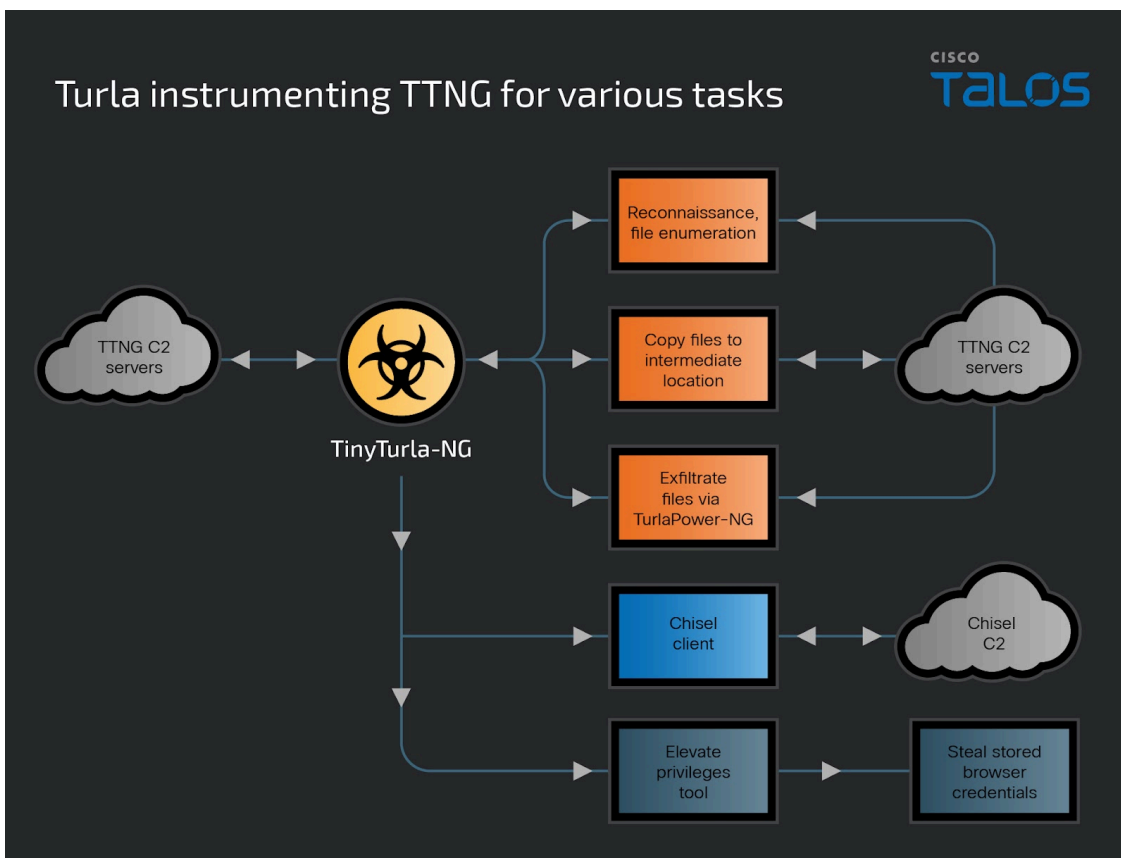 CISCO
TALOS
Turla instrumenting TTNG for various tasks
Reconnaissance,
file enumeration
TTNG C2
servers
Copy files to
intermediate
location
TTNG C2
servers
TinyTurla-NG
Exfiltrate
files via
TurlaPower-NG
Chisel
client
Chisel
C2
Elevate
privileges
tool
Steal stored
browser
credentials